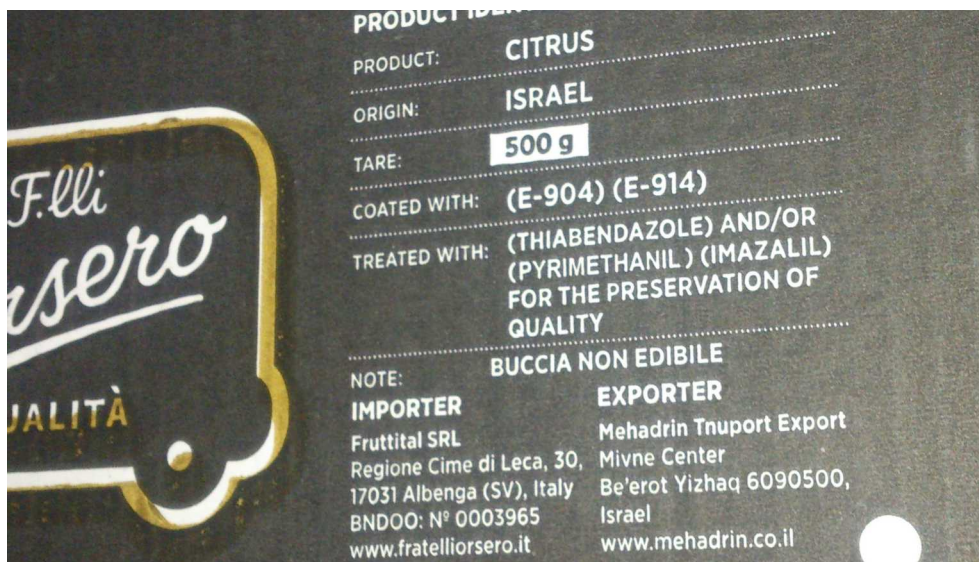 PRODUCT
PRODUCT: CITRUS
ORIGIN: ISRAEL
TARE: 500 g
COATED WITH: (E-904) (E-914)
TREATED WITH: (THIABENDAZOLE) AND/OR
(PYRIMETHANIL) (IMAZALIL)
FOR THE PRESERVATION OF
QUALITY
NOTE: BUCCIA NON EDIBILE
IMPORTER
Fruttital SRL
Regione Cime di Leca, 30,
17031 Albenga (SV), Italy
BNDOO: Nº 0003965
www.fratelliorsero.it
EXPORTER
Mehadrin Tnuport Export
Mivne Center
Be'erot Yizhaq 6090500,
Israel
www.mehadrin.co.il
F.lli